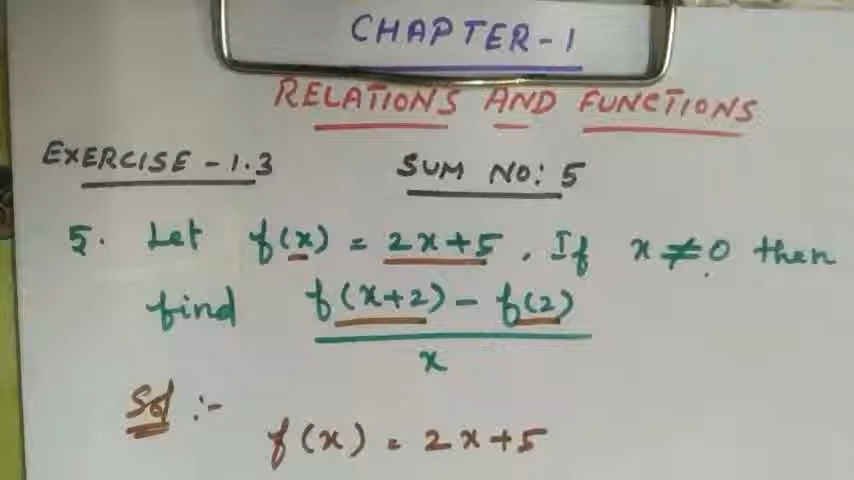 CHAPTER-1
RELATIONS AND FUNCTIONS
EXERCISE - 1.3 SUM NO: 5
5. Let f(x) = 2x+5. If x ≠ 0 then
find f(x+2) - f(2)
x
Sol :-
f(x) = 2x+5